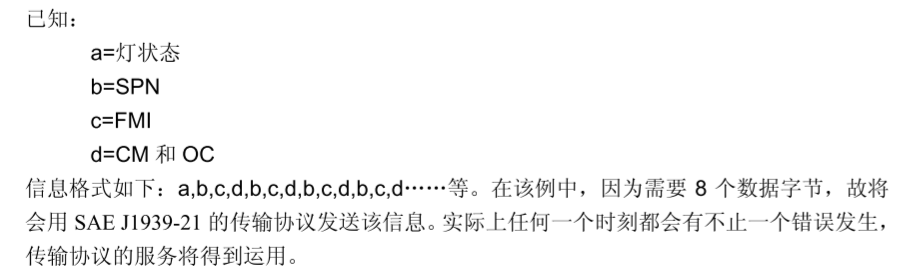 已知：
a=灯状态
b=SPN
c=FMI
d=CM 和 OC
信息格式如下：a,b,c,d,b,c,d,b,c,d,b,c,d……等。在该例中，因为需要 8 个数据字节，故将
会用 SAE J1939-21 的传输协议发送该信息。实际上任何一个时刻都会有不止一个错误发生，
传输协议的服务将得到运用。